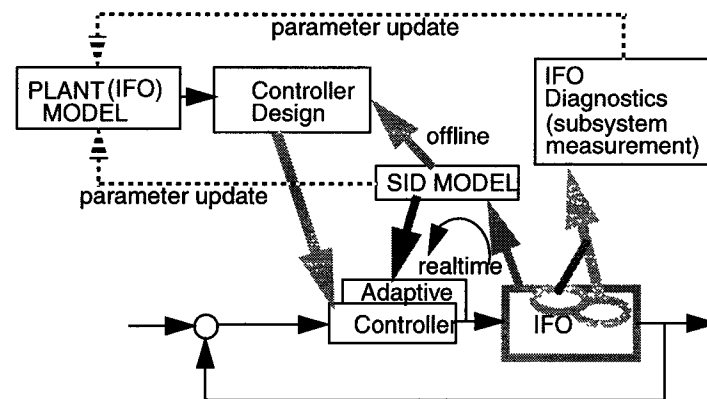 parameter update
PLANT (IFO)
MODEL
Controller
Design
IFO
Diagnostics
(subsystem
measurement)
offline
SID MODEL
parameter update
realtime
Adaptive
Controller
IFO